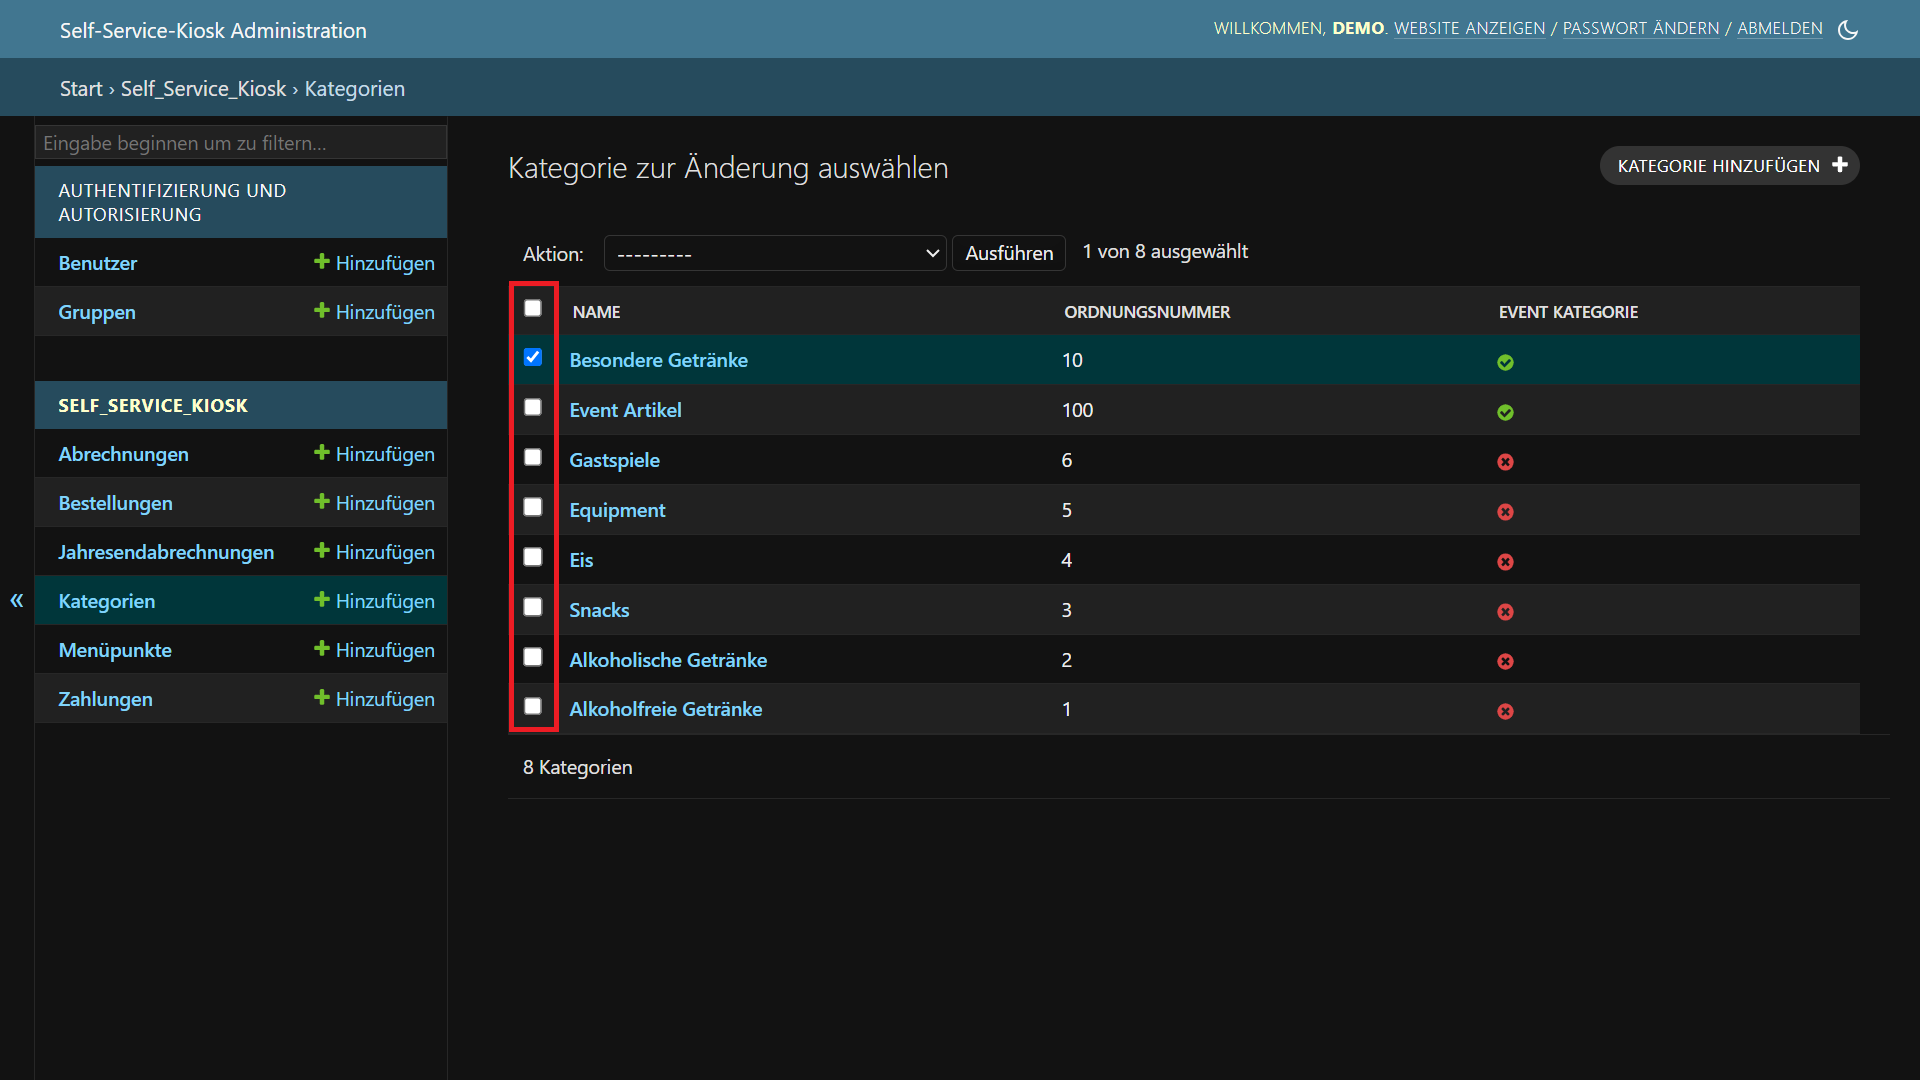 Self-Service-Kiosk Administration
WILLKOMMEN, DEMO. WEBSITE ANZEIGEN / PASSWORT ÄNDERN / ABMELDEN
Start › Self_Service_Kiosk › Kategorien
Eingabe beginnen um zu filtern...
AUTHENTIFIZIERUNG UND
AUTORISIERUNG
Benutzer Hinzufügen
Gruppen Hinzufügen
SELF_SERVICE_KIOSK
Abrechnungen Hinzufügen
Bestellungen Hinzufügen
Jahresendabrechnungen Hinzufügen
Kategorien Hinzufügen
Menüpunkte Hinzufügen
Zahlungen Hinzufügen
«
Kategorie zur Änderung auswählen
KATEGORIE HINZUFÜGEN
Aktion: --------- Ausführen 1 von 8 ausgewählt
NAME ORDNUNGSNUMMER EVENT KATEGORIE
Besondere Getränke 10
Event Artikel 100
Gastspiele 6
Equipment 5
Eis 4
Snacks 3
Alkoholische Getränke 2
Alkoholfreie Getränke 1
8 Kategorien